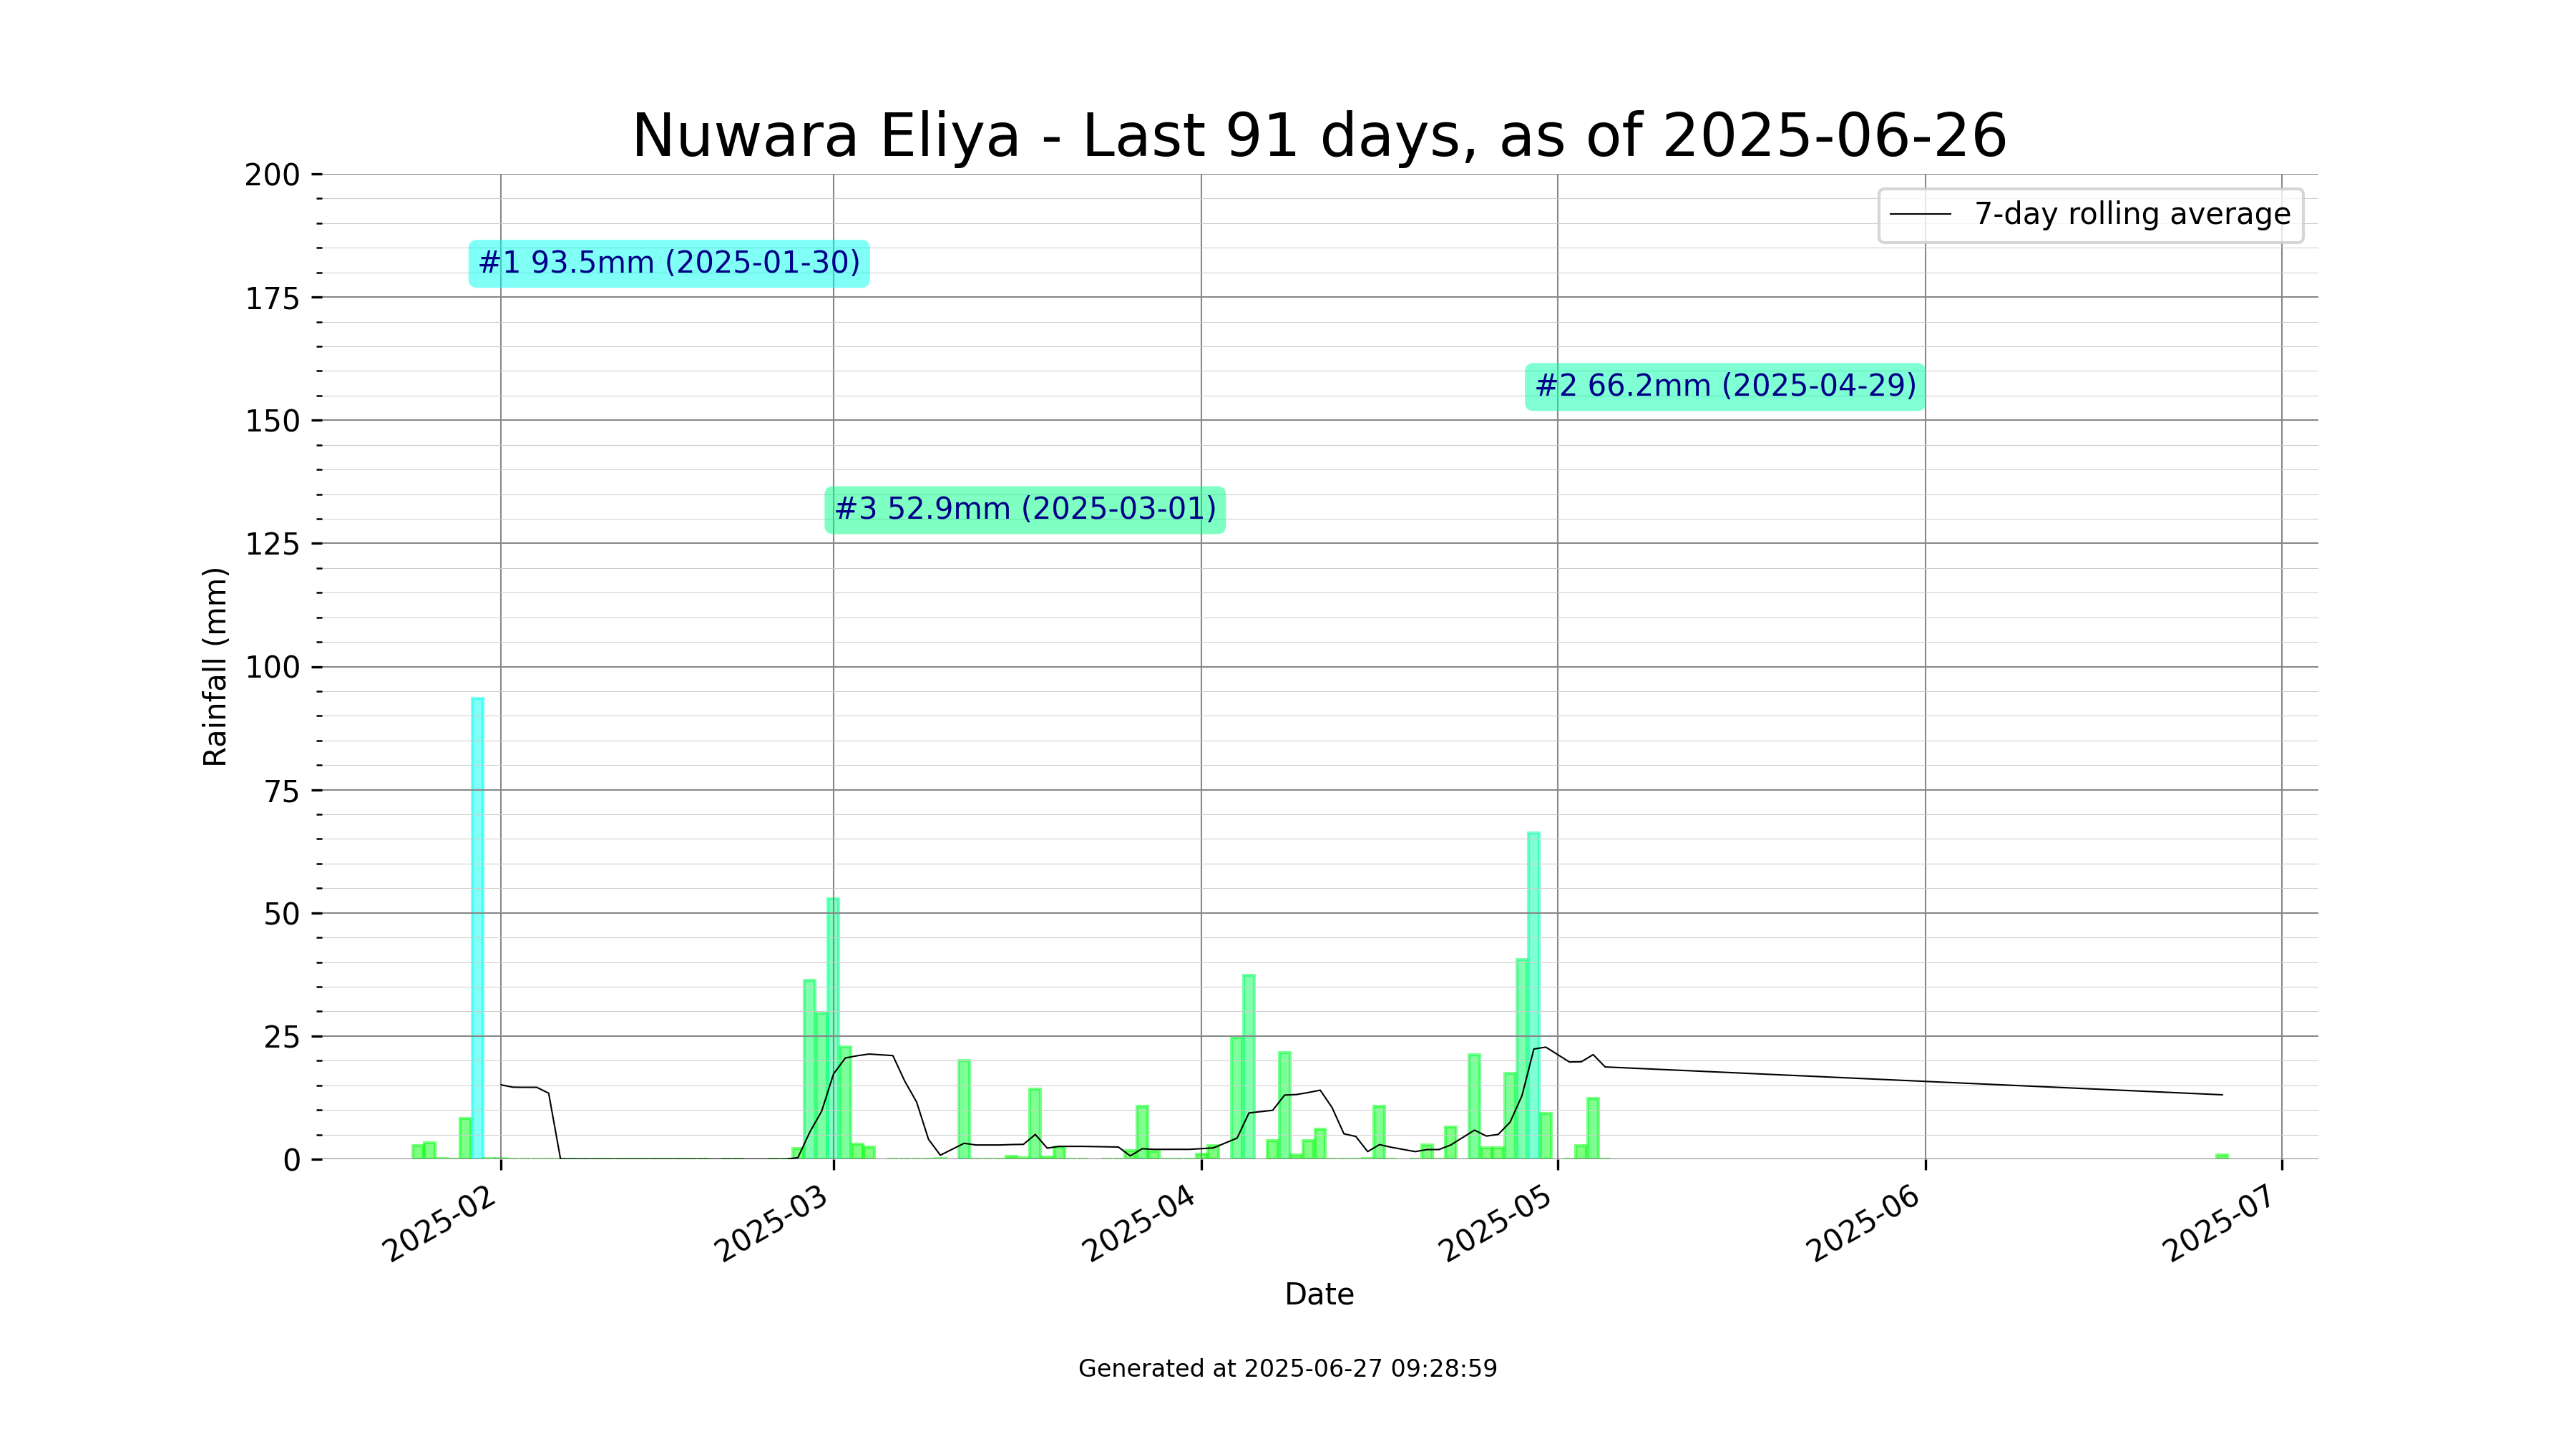 Nuwara Eliya - Last 91 days, as of 2025-06-26
200
175
150
125
100
75
50
25
0
Rainfall (mm)
7-day rolling average
#1 93.5mm (2025-01-30)
#2 66.2mm (2025-04-29)
#3 52.9mm (2025-03-01)
2025-02
2025-03
2025-04
2025-05
2025-06
2025-07
Date
Generated at 2025-06-27 09:28:59